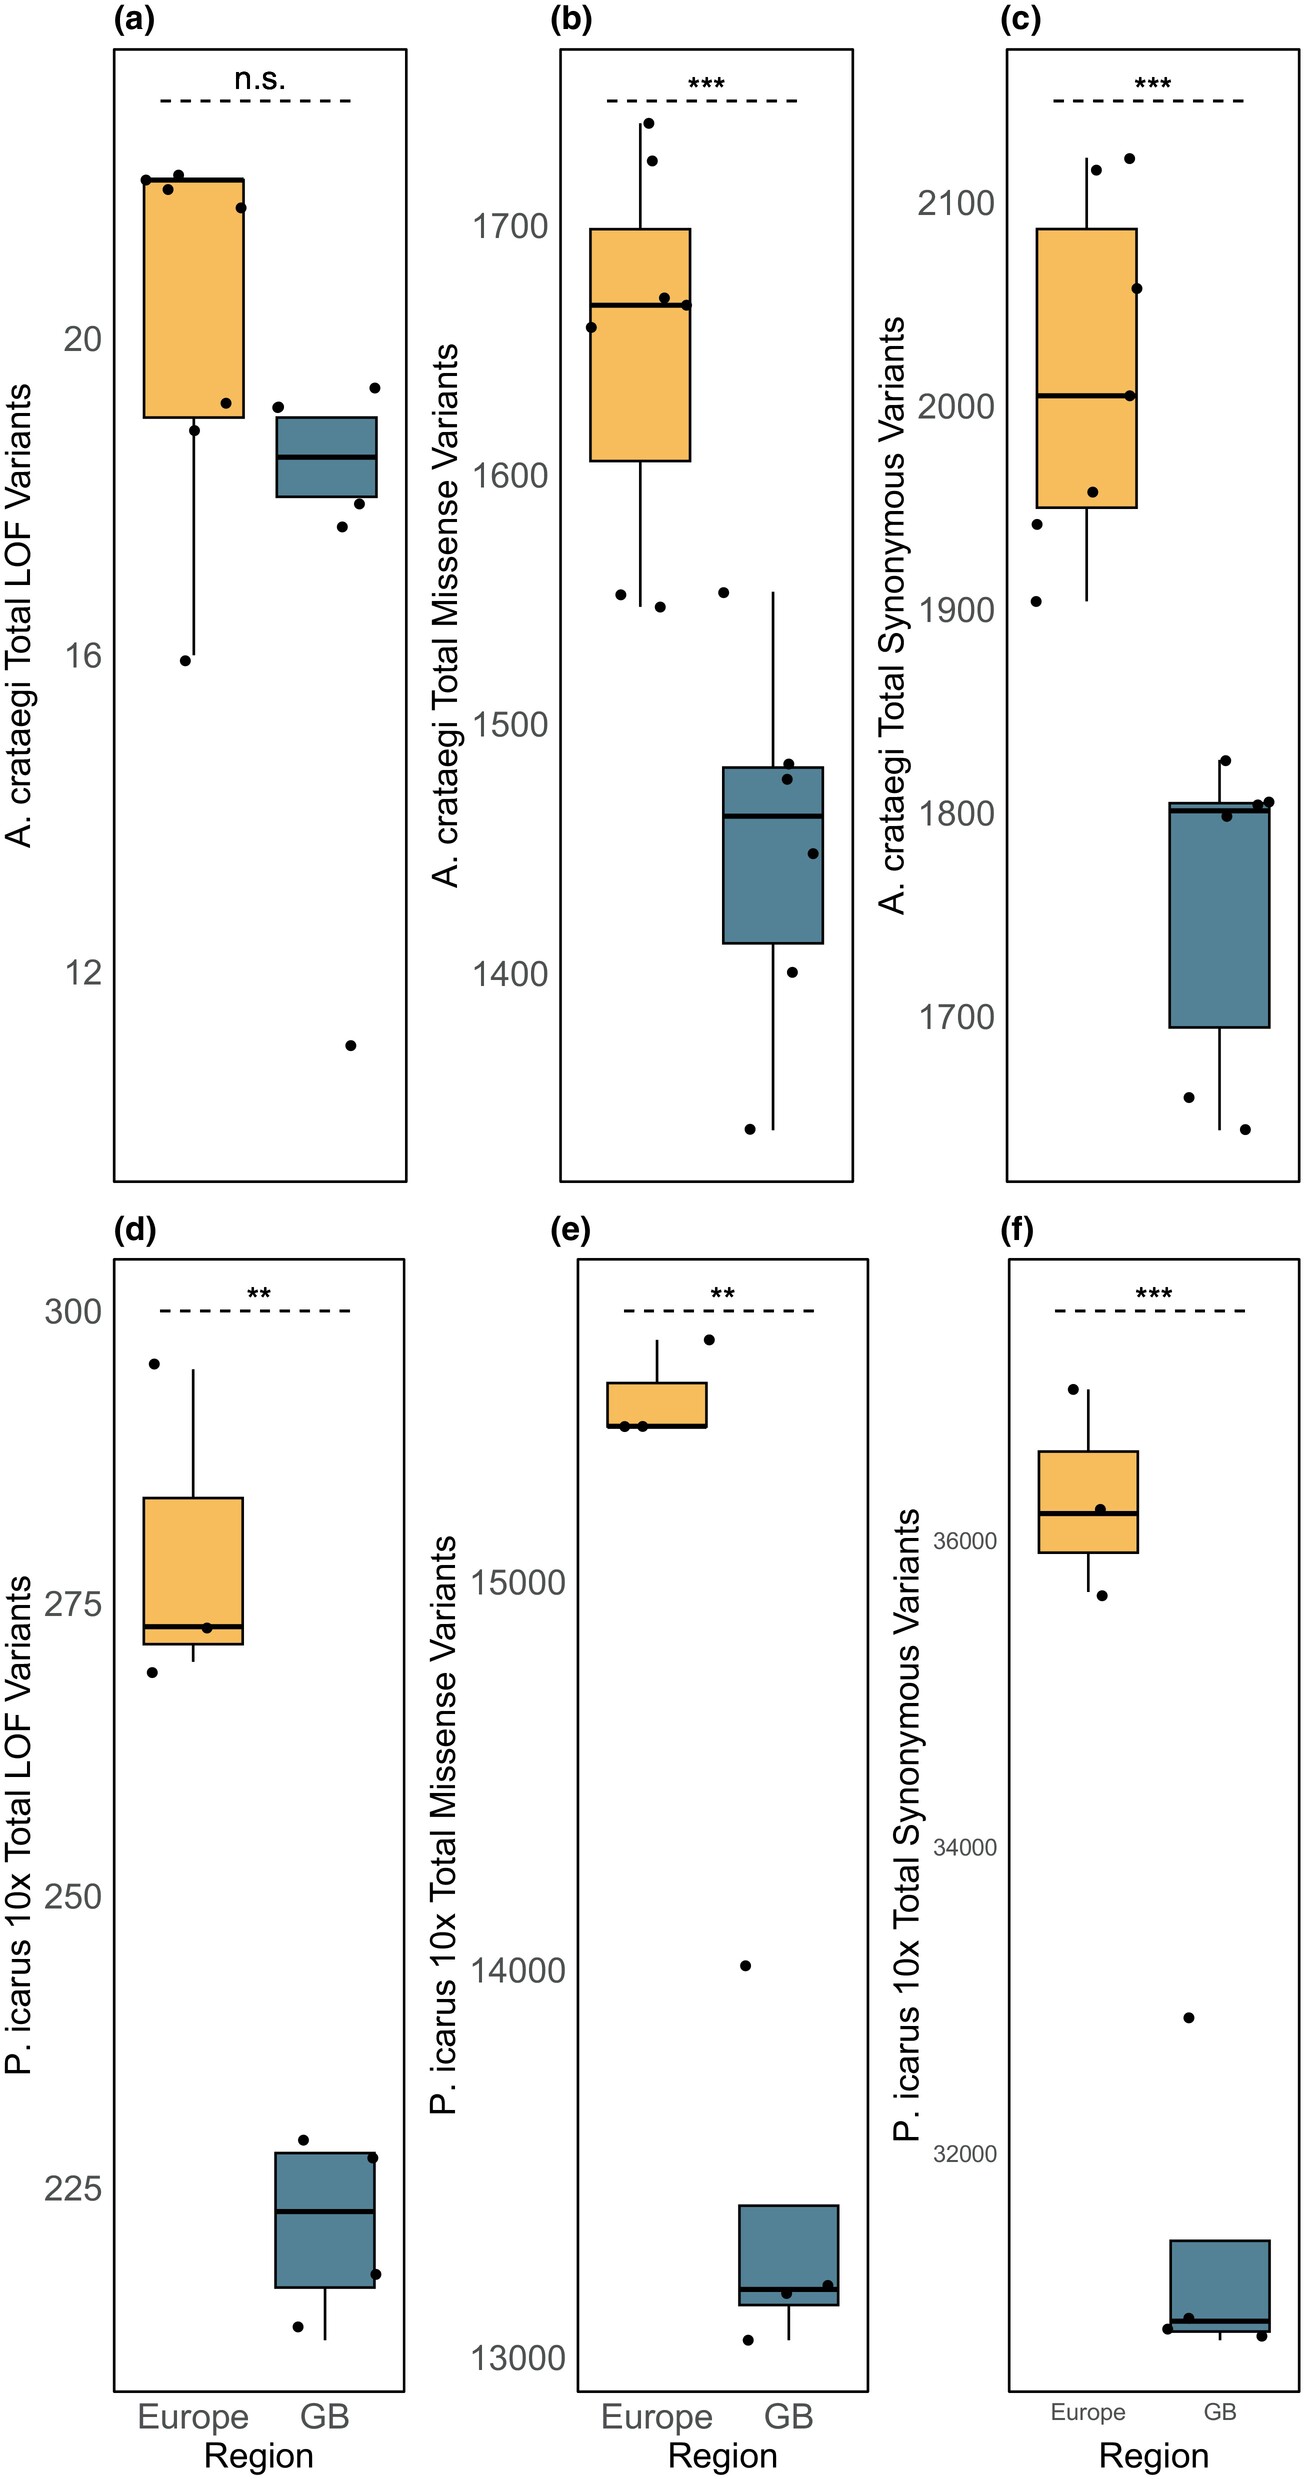 (a)
n.s.
A. crataegi Total LOF Variants
20
16
12
(b)
***
A. crataegi Total Missense Variants
1700
1600
1500
1400
(c)
***
A. crataegi Total Synonymous Variants
2100
2000
1900
1800
1700
(d)
**
P. icarus 10x Total LOF Variants
300
275
250
225
Europe GB
Region
(e)
**
P. icarus 10x Total Missense Variants
15000
14000
13000
Europe GB
Region
(f)
***
P. icarus 10x Total Synonymous Variants
36000
34000
32000
Europe GB
Region